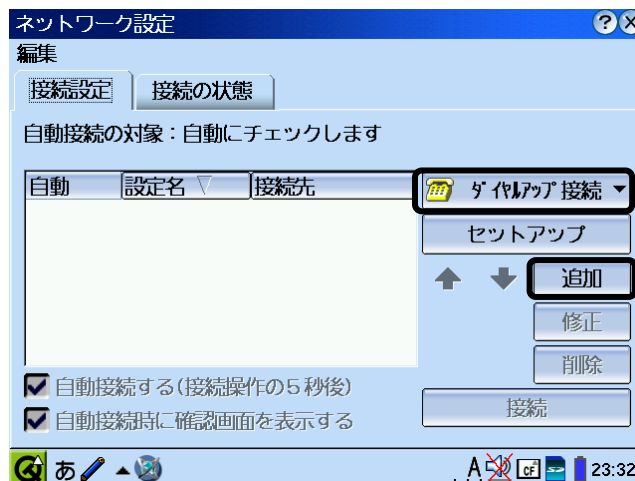 ネットワーク設定
編集
接続設定 接続の状態
自動接続の対象：自動にチェックします
自動 設定名 接続先
ﾀﾞｲﾔﾙｱｯﾌﾟ接続
セットアップ
追加
修正
削除
自動接続する(接続操作の５秒後)
自動接続時に確認画面を表示する
接続
あ A CF 23:32